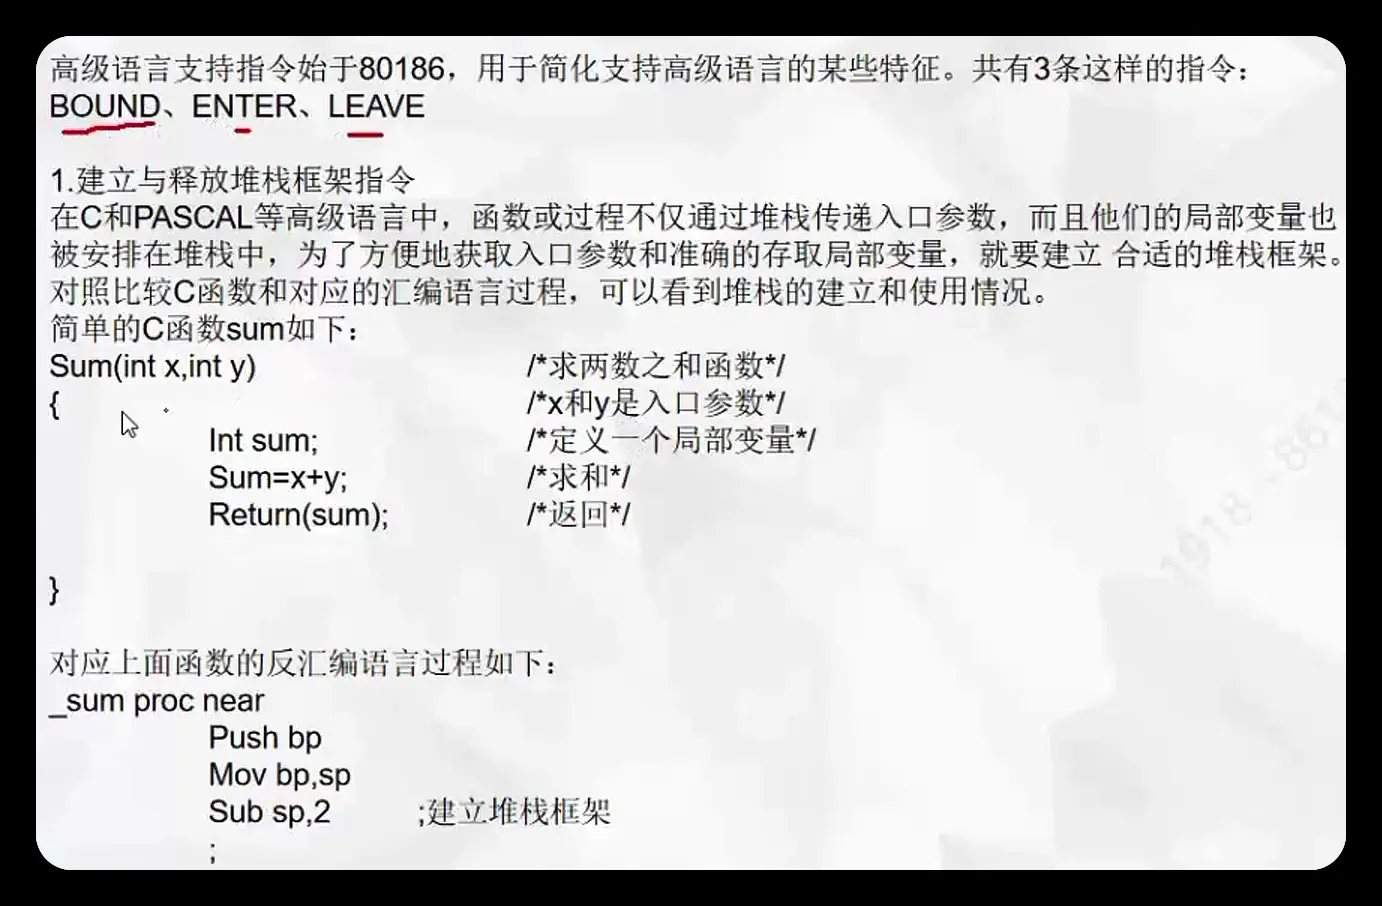 高级语言支持指令始于80186，用于简化支持高级语言的某些特征。共有3条这样的指令：
BOUND、ENTER、LEAVE
1.建立与释放堆栈框架指令
在C和PASCAL等高级语言中，函数或过程不仅通过堆栈传递入口参数，而且他们的局部变量也
被安排在堆栈中，为了方便地获取入口参数和准确的存取局部变量，就要建立 合适的堆栈框架。
对照比较C函数和对应的汇编语言过程，可以看到堆栈的建立和使用情况。
简单的C函数sum如下：
Sum(int x,int y) /*求两数之和函数*/
{ /*x和y是入口参数*/
Int sum; /*定义一个局部变量*/
Sum=x+y; /*求和*/
Return(sum); /*返回*/
}
对应上面函数的反汇编语言过程如下：
_sum proc near
Push bp
Mov bp,sp
Sub sp,2 ;建立堆栈框架
;